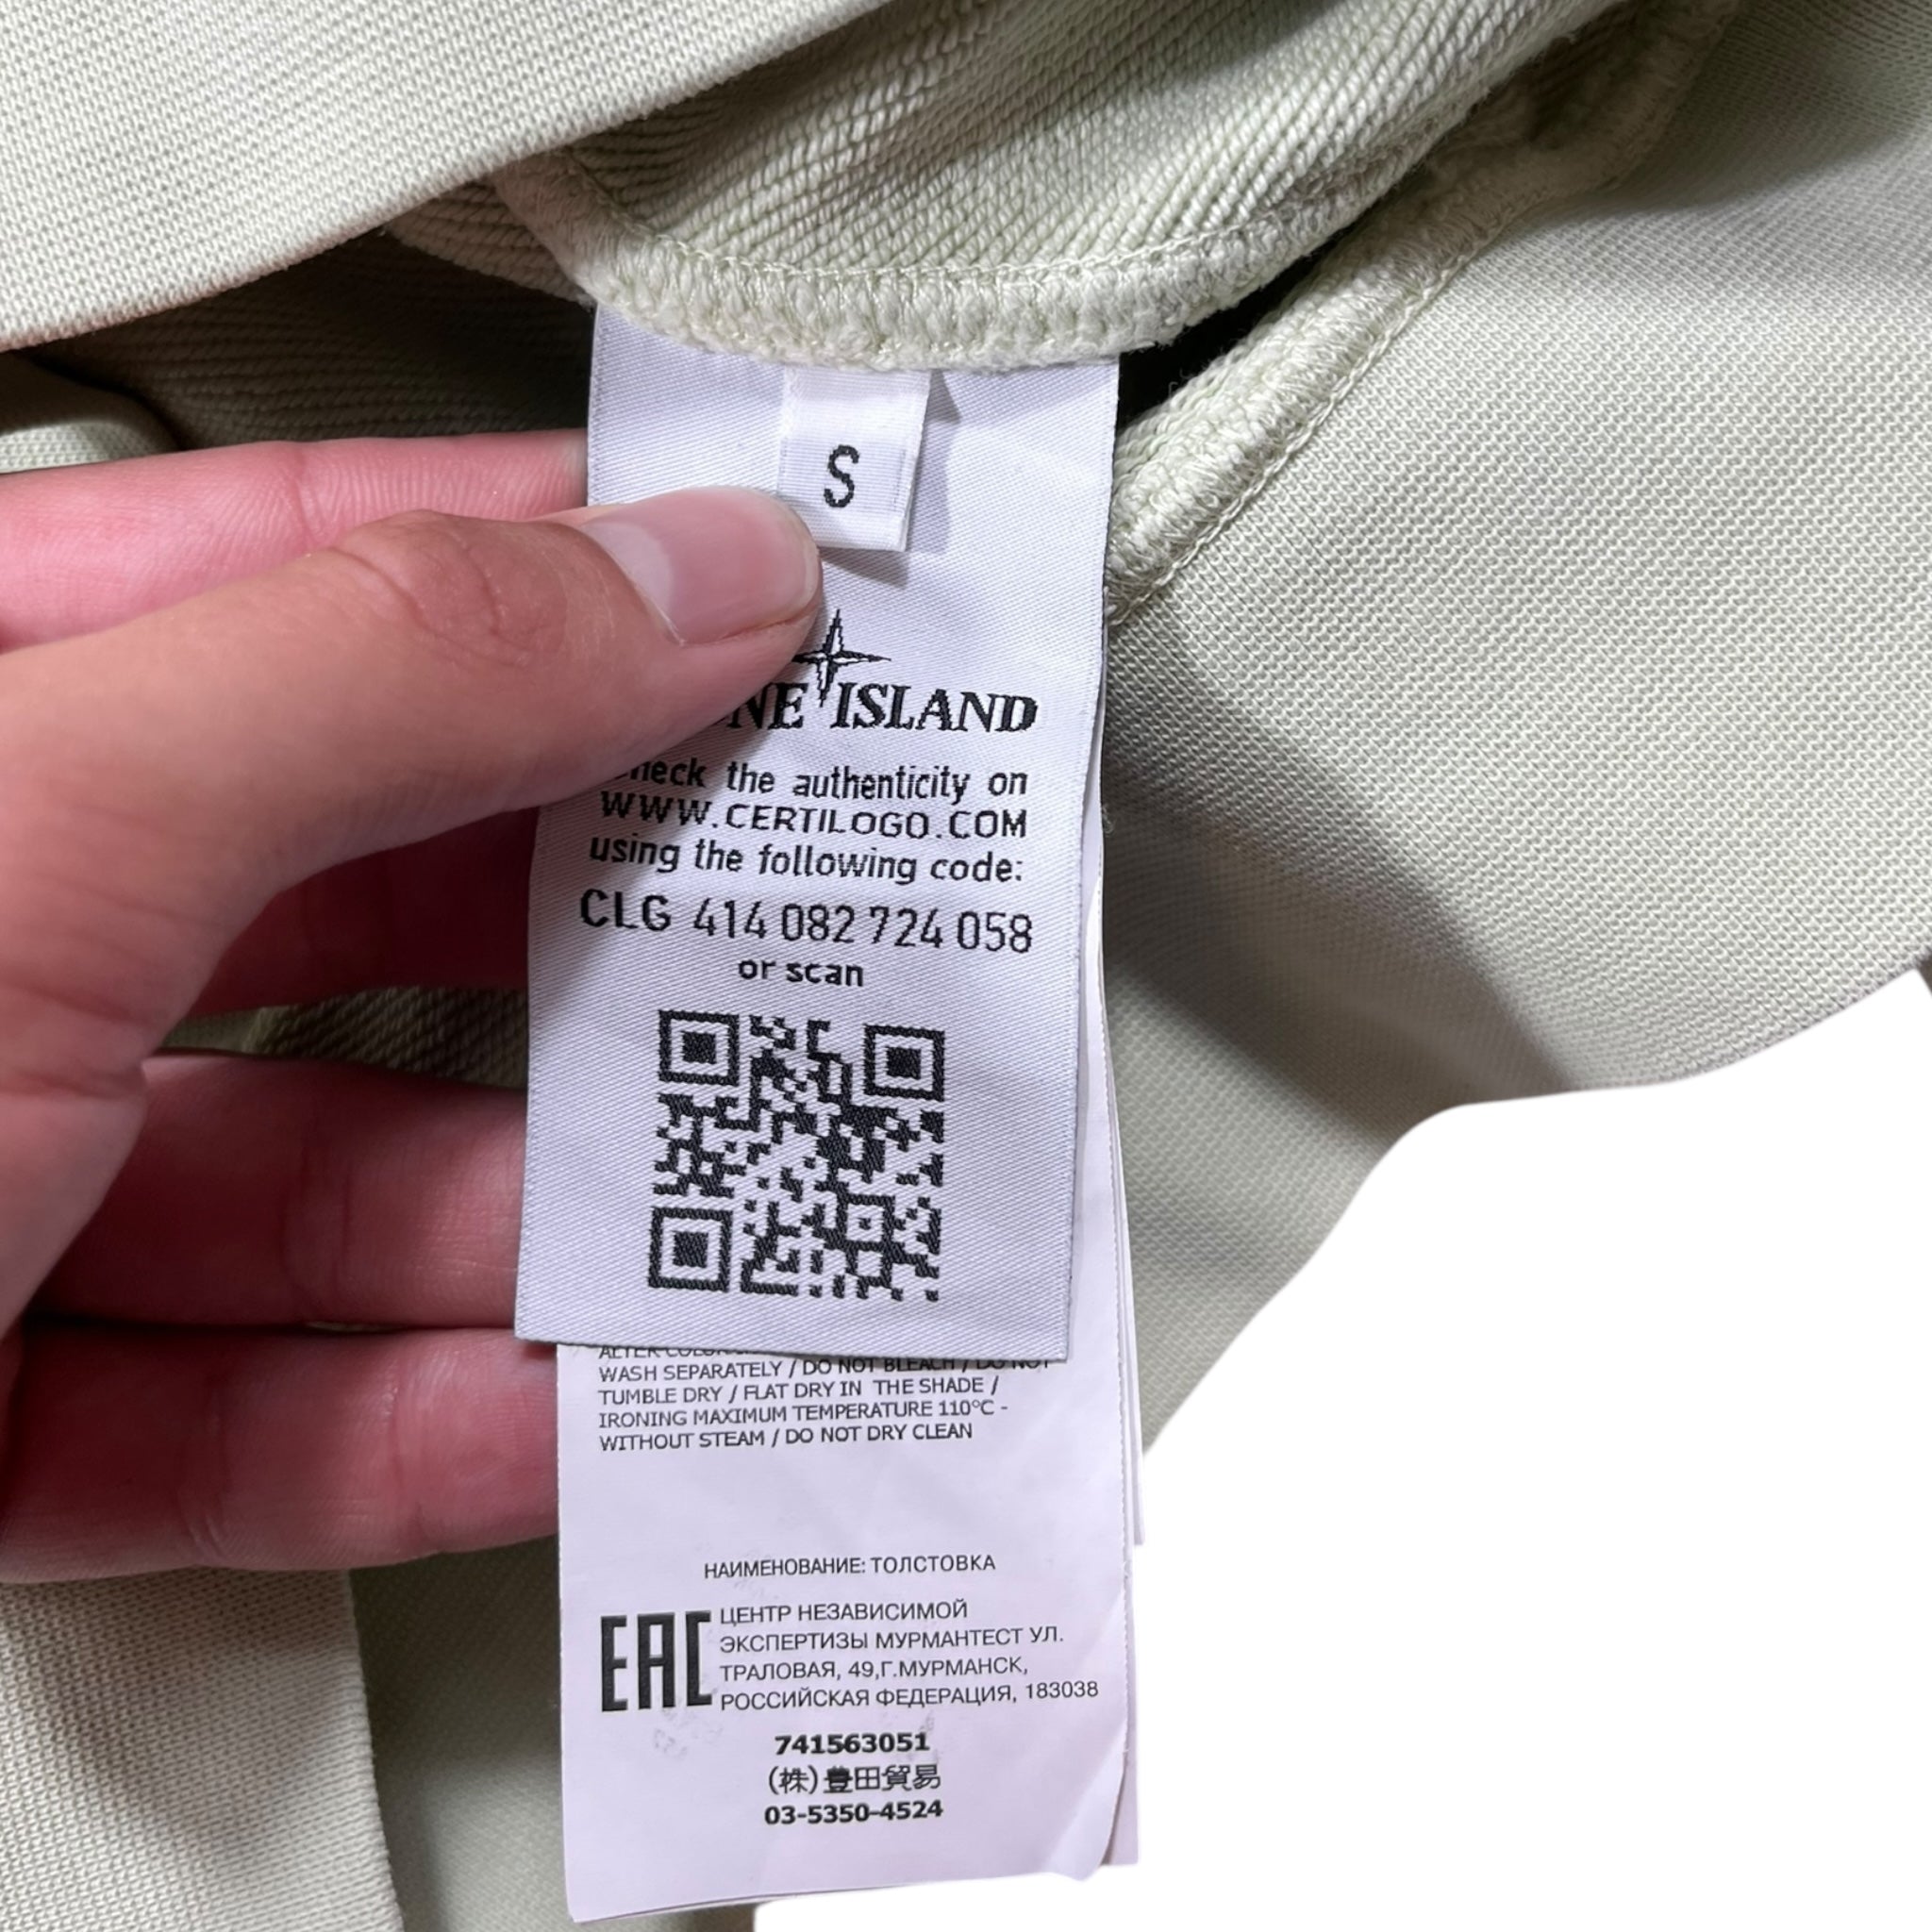 S
ISLAND
the authenticity on
WWW.CERTILOGO.COM
using the following code:
CLG 414 082 724 058
or scan
WASH SEPARATELY / DO NOT BLEACH / DO NOT
TUMBLE DRY / FLAT DRY IN THE SHADE /
IRONING MAXIMUM TEMPERATURE 110°C -
WITHOUT STEAM / DO NOT DRY CLEAN
НАИМЕНОВАНИЕ: ТОЛСТОВКА
EAC
ЦЕНТР НЕЗАВИСИМОЙ
ЭКСПЕРТИЗЫ МУРМАНТЕСТ УЛ.
ТРАЛОВАЯ, 49,Г.МУРМАНСК,
РОССИЙСКАЯ ФЕДЕРАЦИЯ, 183038
741563051
(株)豊田貿易
03-5350-4524